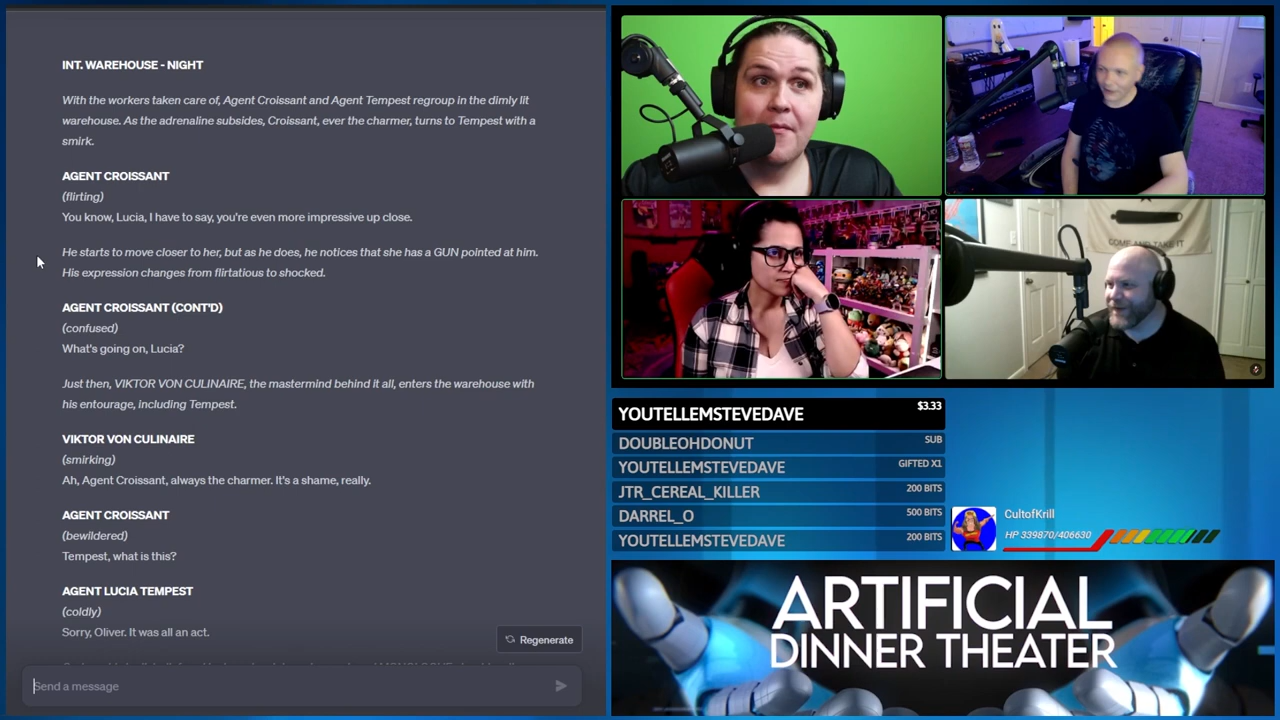 INT. WAREHOUSE - NIGHT
With the workers taken care of, Agent Croissant and Agent Tempest regroup in the dimly lit
warehouse. As the adrenaline subsides, Croissant, ever the charmer, turns to Tempest with a
smirk.
AGENT CROISSANT
(flirting)
You know, Lucia, I have to say, you're even more impressive up close.
He starts to move closer to her, but as he does, he notices that she has a GUN pointed at him.
His expression changes from flirtatious to shocked.
AGENT CROISSANT (CONT'D)
(confused)
What's going on, Lucia?
Just then, VIKTOR VON CULINAIRE, the mastermind behind it all, enters the warehouse with
his entourage, including Tempest.
VIKTOR VON CULINAIRE
(smirking)
Ah, Agent Croissant, always the charmer. It's a shame, really.
AGENT CROISSANT
(bewildered)
Tempest, what is this?
AGENT LUCIA TEMPEST
(coldly)
Sorry, Oliver. It was all an act.
Regenerate
Send a message
COME AND TAKE IT
YOUTELLEMSTEVEDAVE $3.33
DOUBLEOHDONUT SUB
YOUTELLEMSTEVEDAVE GIFTED X1
JTR_CEREAL_KILLER 200 BITS
DARREL_O 500 BITS
YOUTELLEMSTEVEDAVE 200 BITS
CultofKrill
HP 339870/406630
ARTIFICIAL
DINNER THEATER